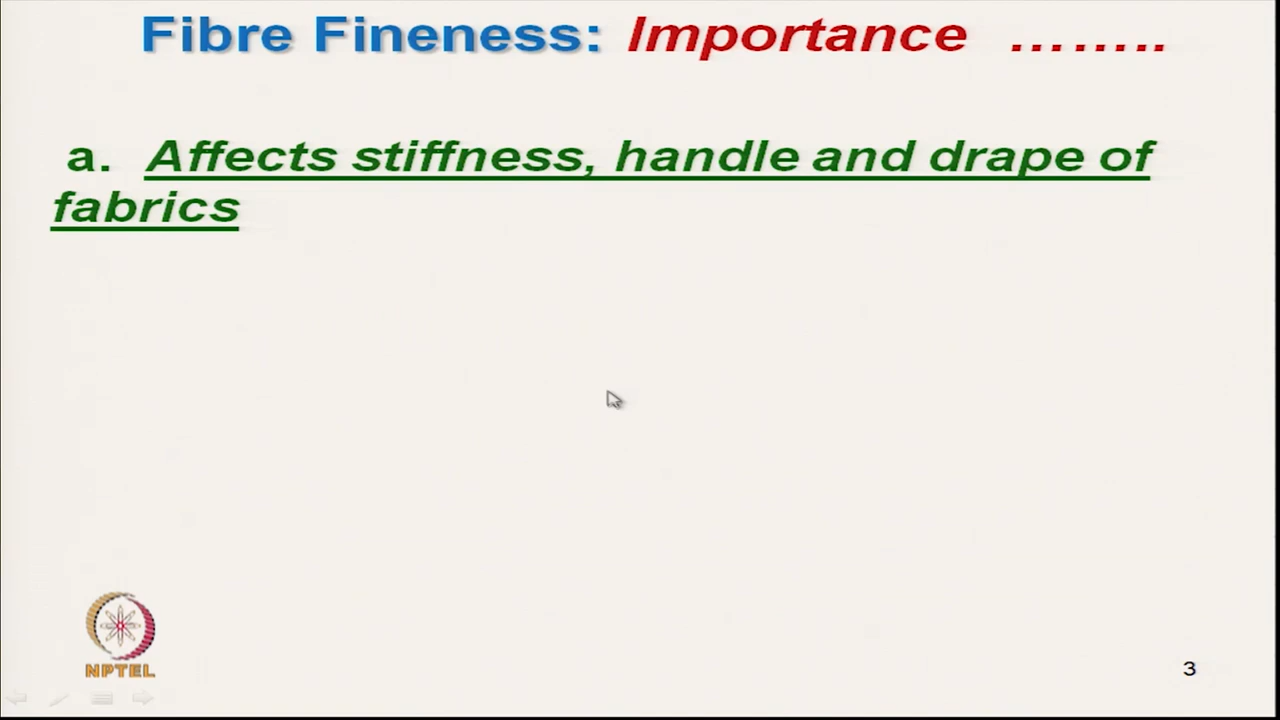 Fibre Fineness: Importance ........
a. Affects stiffness, handle and drape of
fabrics
NPTEL
3